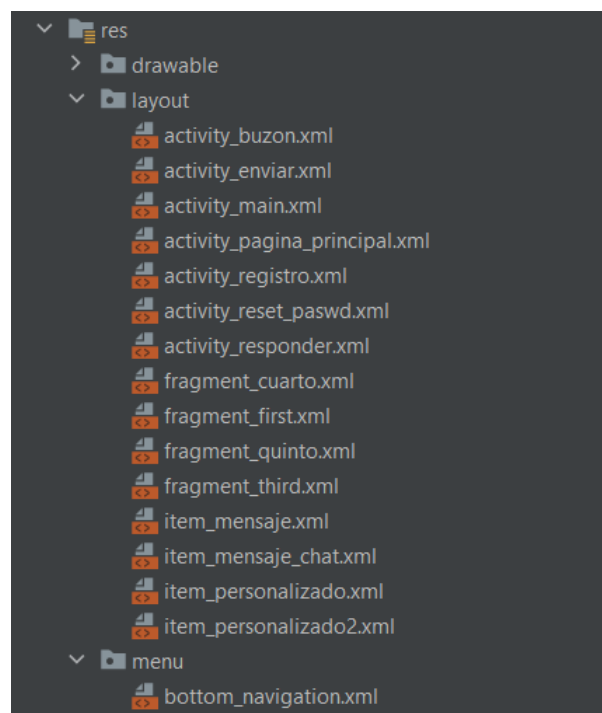 res
drawable
layout
activity_buzon.xml
activity_enviar.xml
activity_main.xml
activity_pagina_principal.xml
activity_registro.xml
activity_reset_paswd.xml
activity_responder.xml
fragment_cuarto.xml
fragment_first.xml
fragment_quinto.xml
fragment_third.xml
item_mensaje.xml
item_mensaje_chat.xml
item_personalizado.xml
item_personalizado2.xml
menu
bottom_navigation.xml